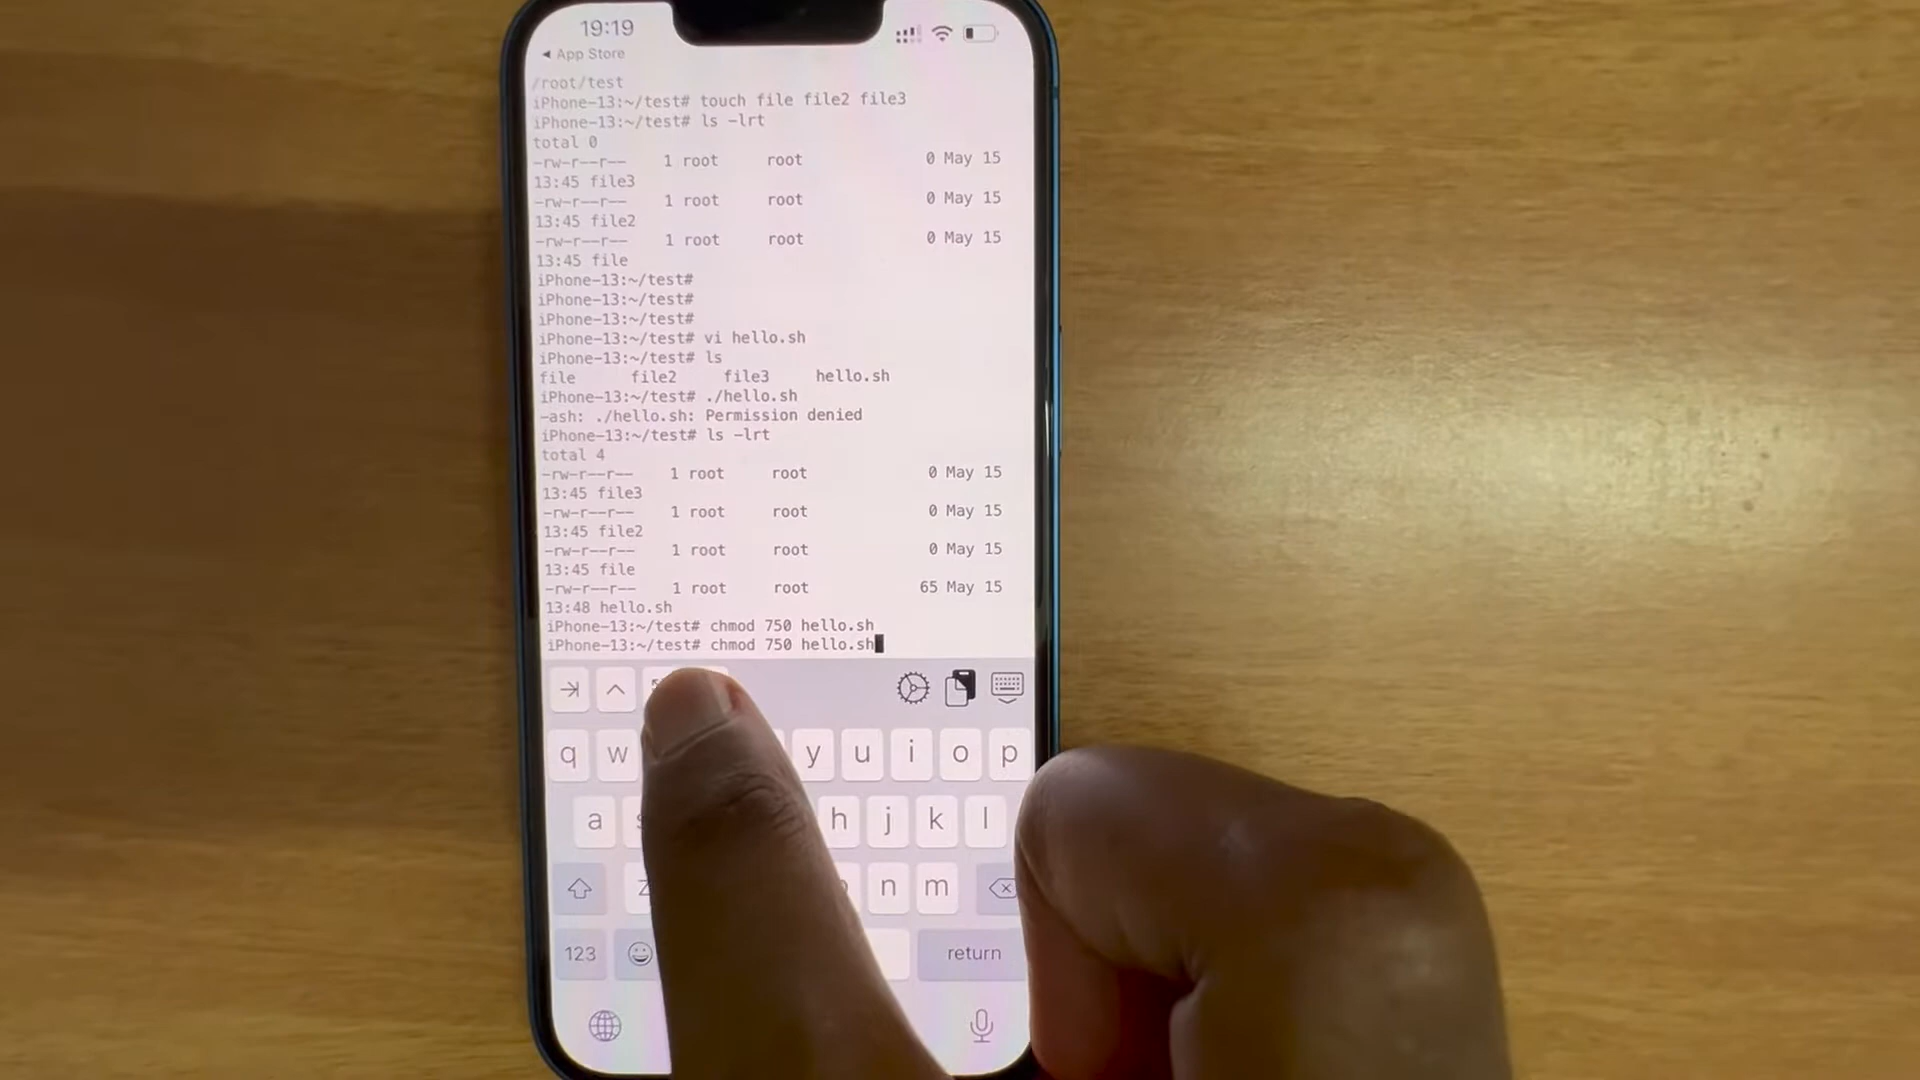 19:19
◄ App Store
/root/test
iPhone-13:~/test# touch file file2 file3
iPhone-13:~/test# ls -lrt
total 0
-rw-r--r-- 1 root root 0 May 15
13:45 file3
-rw-r--r-- 1 root root 0 May 15
13:45 file2
-rw-r--r-- 1 root root 0 May 15
13:45 file
iPhone-13:~/test#
iPhone-13:~/test#
iPhone-13:~/test#
iPhone-13:~/test# vi hello.sh
iPhone-13:~/test# ls
file file2 file3 hello.sh
iPhone-13:~/test# ./hello.sh
-ash: ./hello.sh: Permission denied
iPhone-13:~/test# ls -lrt
total 4
-rw-r--r-- 1 root root 0 May 15
13:45 file3
-rw-r--r-- 1 root root 0 May 15
13:45 file2
-rw-r--r-- 1 root root 0 May 15
13:45 file
-rw-r--r-- 1 root root 65 May 15
13:48 hello.sh
iPhone-13:~/test# chmod 750 hello.sh
iPhone-13:~/test# chmod 750 hello.sh
q w y u i o p
a s h j k l
z n m
123 return